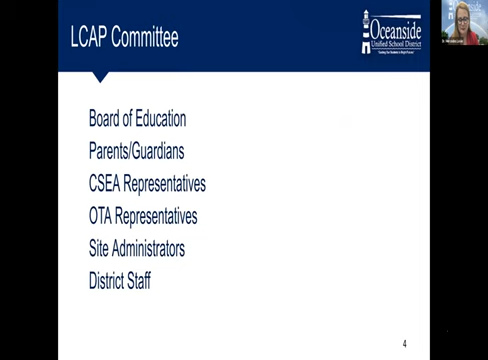 LCAP Committee
Oceanside
Unified School District
Board of Education
Parents/Guardians
CSEA Representatives
OTA Representatives
Site Administrators
District Staff
4